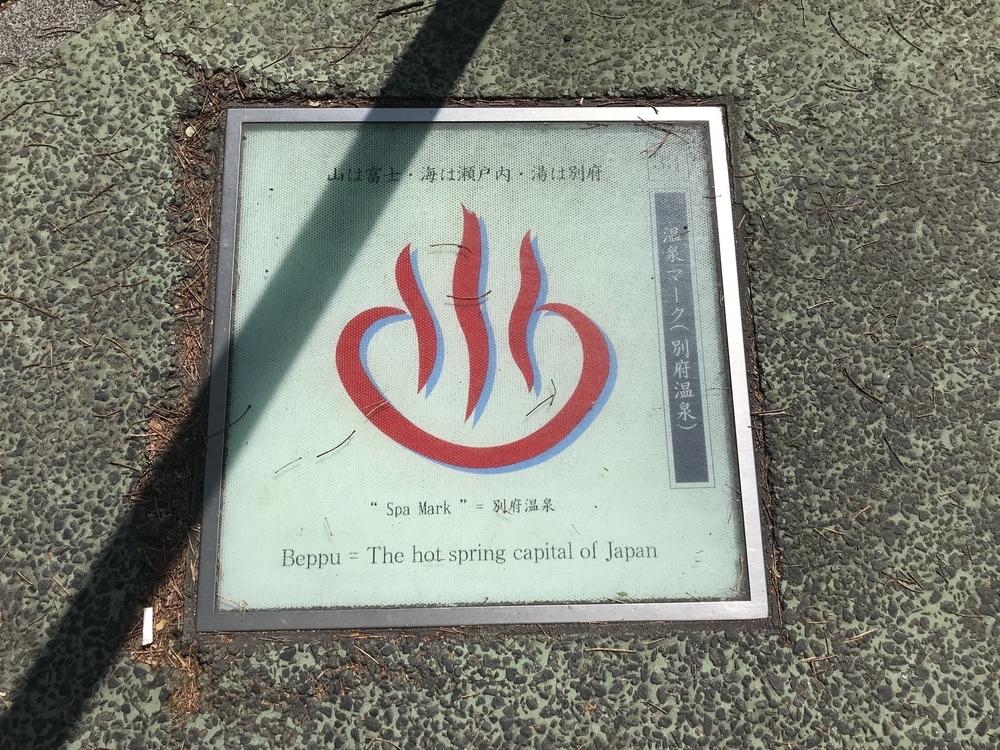 山は富士・海は瀬戸内・湯は別府
温泉マーク(別府温泉)
“ Spa Mark ” = 別府温泉
Beppu = The hot spring capital of Japan